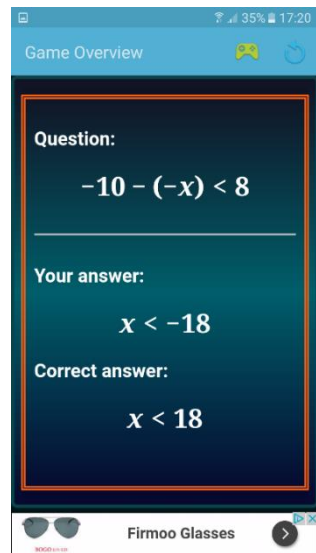 35% 17:20
Game Overview
Question:
−10 − (−x) < 8
Your answer:
x < −18
Correct answer:
x < 18
Firmoo Glasses